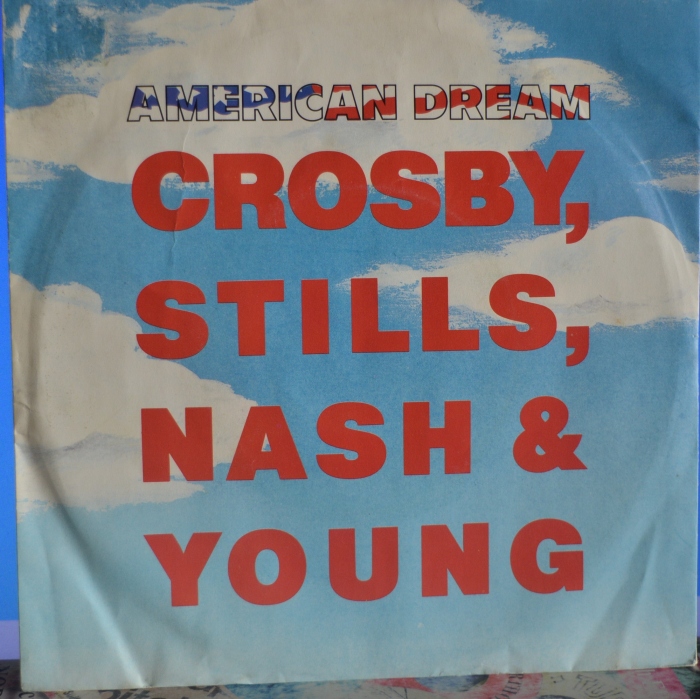 AMERICAN DREAM
CROSBY,
STILLS,
NASH &
YOUNG